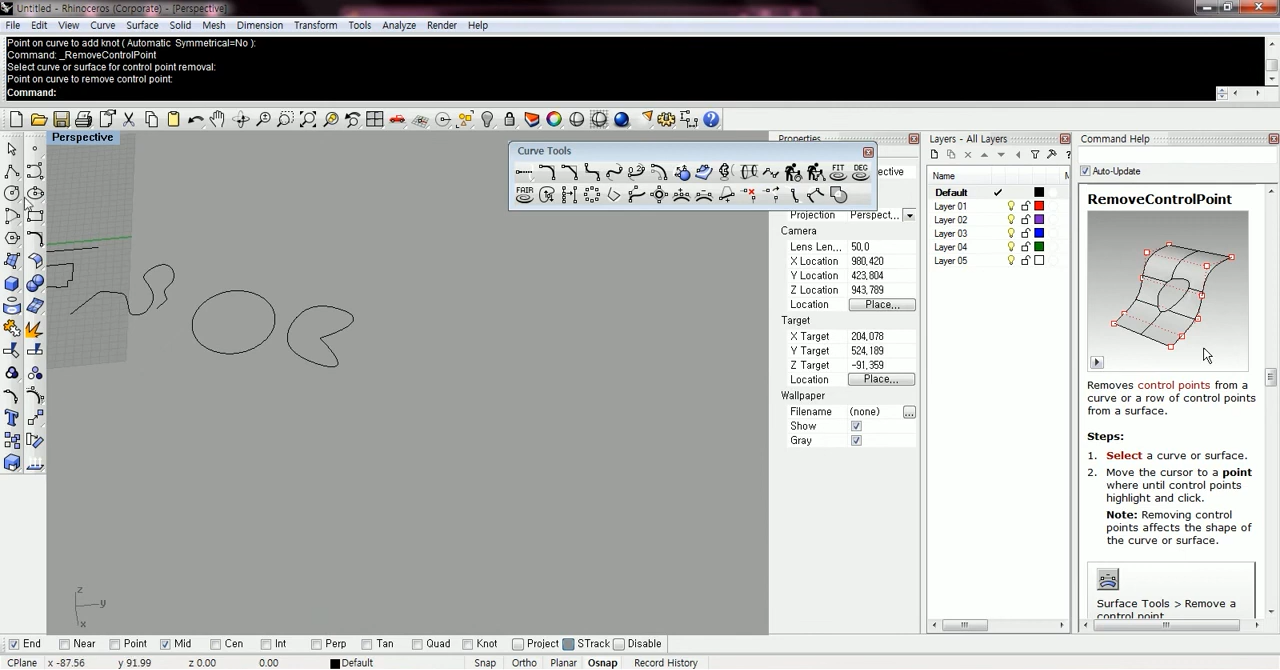 Untitled - Rhinoceros (Corporate) - [Perspective]
File Edit View Curve Surface Solid Mesh Dimension Transform Tools Analyze Render Help
Point on curve to add knot ( Automatic Symmetrical=No ):
Command: _RemoveControlPoint
Select curve or surface for control point removal:
Point on curve to remove control point:
Command:
Perspective
Curve Tools
FIT DEC
FAIR
Properties
Projection Perspect...
Camera
Lens Len... 50,0
X Location 980,420
Y Location 423,804
Z Location 943,789
Location Place...
Target
X Target 204,078
Y Target 524,189
Z Target -91,359
Location Place...
Wallpaper
Filename (none) ...
Show
Gray
Layers - All Layers
Name
Default
Layer 01
Layer 02
Layer 03
Layer 04
Layer 05
Command Help
Auto-Update
RemoveControlPoint
Removes control points from a
curve or a row of control points
from a surface.
Steps:
1. Select a curve or surface.
2. Move the cursor to a point
where until control points
highlight and click.
Note: Removing control
points affects the shape of
the curve or surface.
Surface Tools > Remove a
control point
z
y
x
End Near Point Mid Cen Int Perp Tan Quad Knot Project STrack Disable
CPlane x -87.56 y 91.99 z 0.00 0.00 Default Snap Ortho Planar Osnap Record History